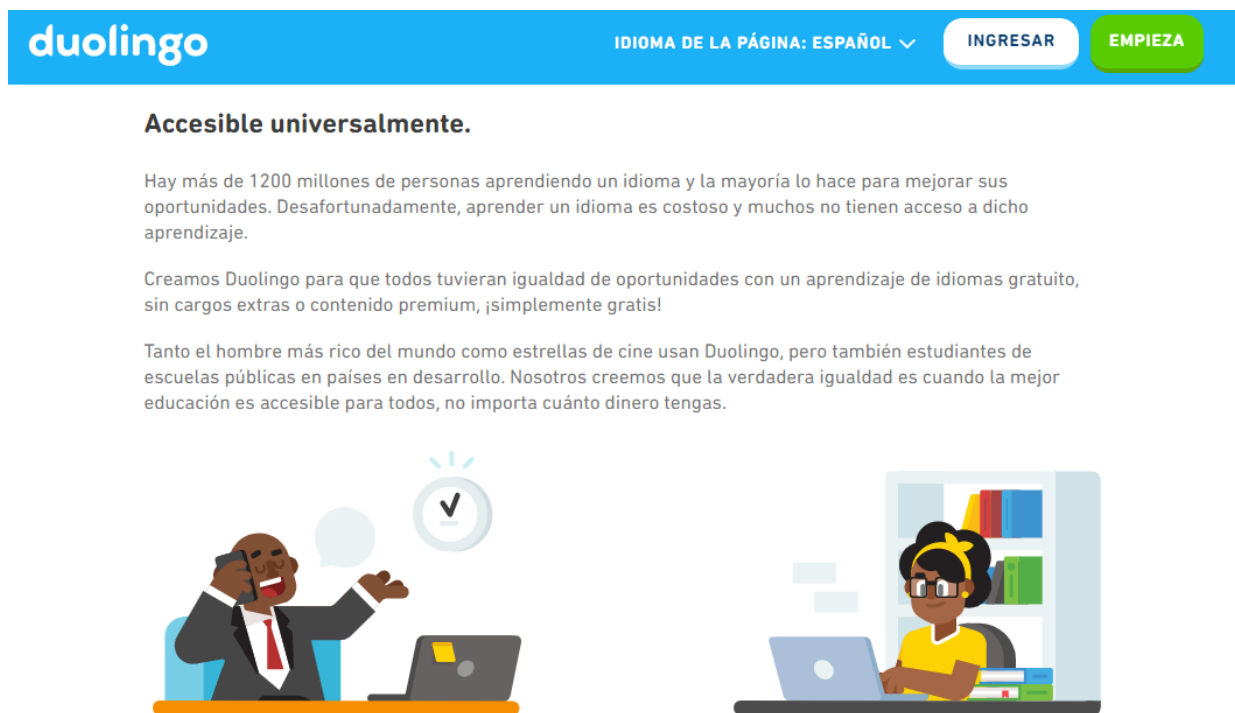 duolingo
IDIOMA DE LA PÁGINA: ESPAÑOL
INGRESAR
EMPIEZA
Accesible universalmente.
Hay más de 1200 millones de personas aprendiendo un idioma y la mayoría lo hace para mejorar sus
oportunidades. Desafortunadamente, aprender un idioma es costoso y muchos no tienen acceso a dicho
aprendizaje.
Creamos Duolingo para que todos tuvieran igualdad de oportunidades con un aprendizaje de idiomas gratuito,
sin cargos extras o contenido premium, ¡simplemente gratis!
Tanto el hombre más rico del mundo como estrellas de cine usan Duolingo, pero también estudiantes de
escuelas públicas en países en desarrollo. Nosotros creemos que la verdadera igualdad es cuando la mejor
educación es accesible para todos, no importa cuánto dinero tengas.